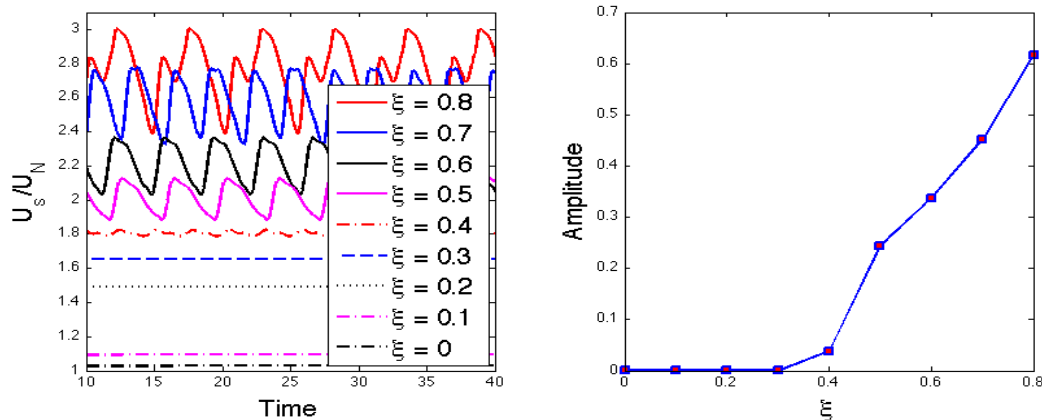 3
2.8
2.6
2.4
2.2
2
1.8
1.6
1.4
1.2
1
U_s/U_N
10
15
20
25
30
35
40
Time
ξ = 0.8
ξ = 0.7
ξ = 0.6
ξ = 0.5
ξ = 0.4
ξ = 0.3
ξ = 0.2
ξ = 0.1
ξ = 0
0.7
0.6
0.5
0.4
0.3
0.2
0.1
0
Amplitude
0
0.2
0.4
0.6
0.8
ξ